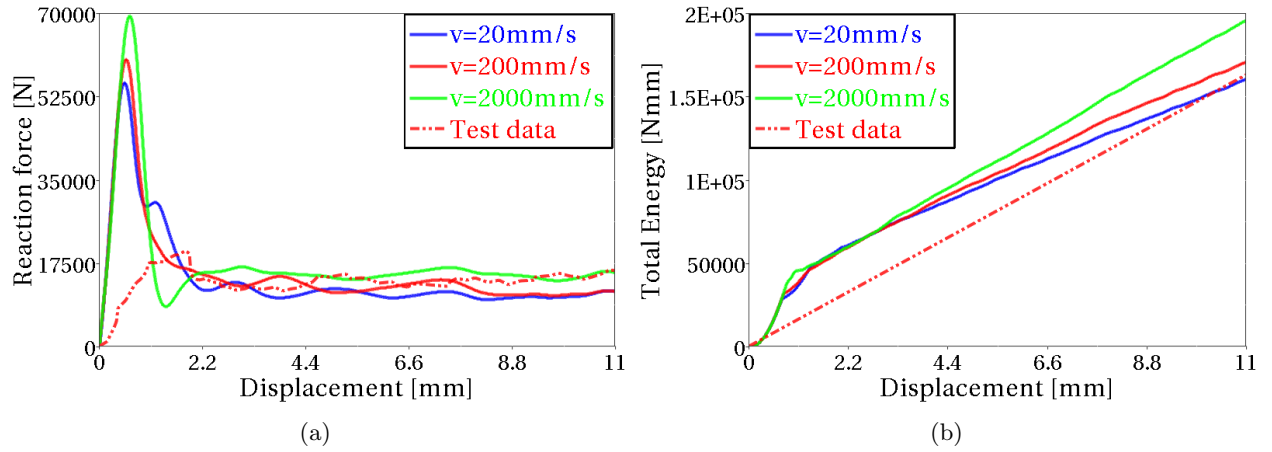 70000
52500
35000
17500
0
Reaction force [N]
v=20mm/s
v=200mm/s
v=2000mm/s
Test data
0
2.2
4.4
6.6
8.8
11
Displacement [mm]
(a)
2E+05
1.5E+05
1E+05
50000
0
Total Energy [Nmm]
v=20mm/s
v=200mm/s
v=2000mm/s
Test data
0
2.2
4.4
6.6
8.8
11
Displacement [mm]
(b)